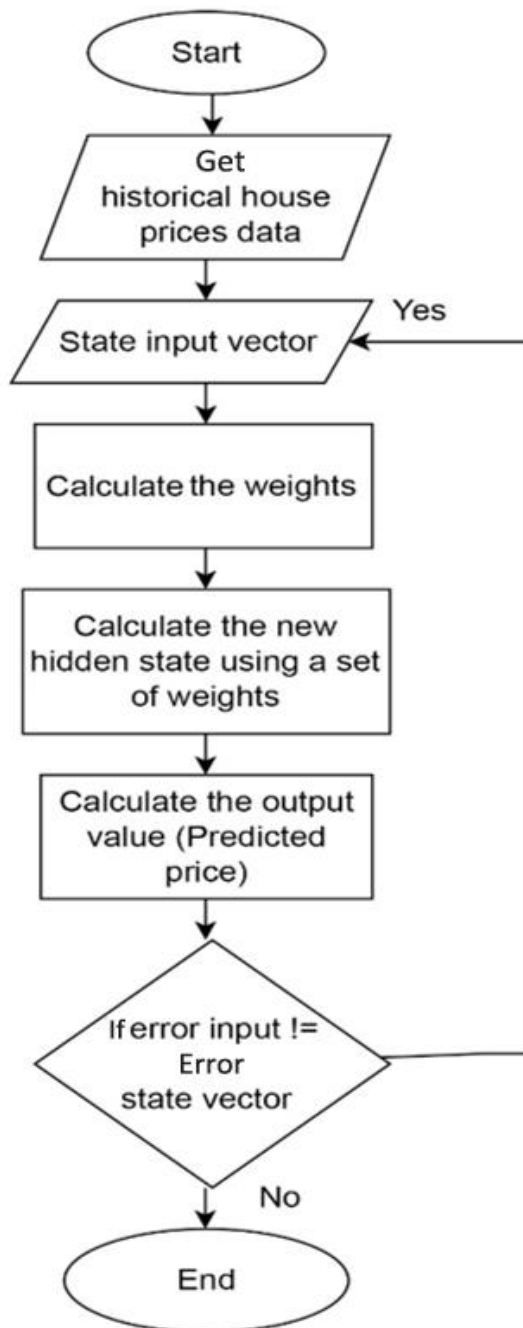 Start
Get
historical house
prices data
State input vector
Yes
Calculate the weights
Calculate the new
hidden state using a set
of weights
Calculate the output
value (Predicted
price)
If error input !=
Error
state vector
No
End